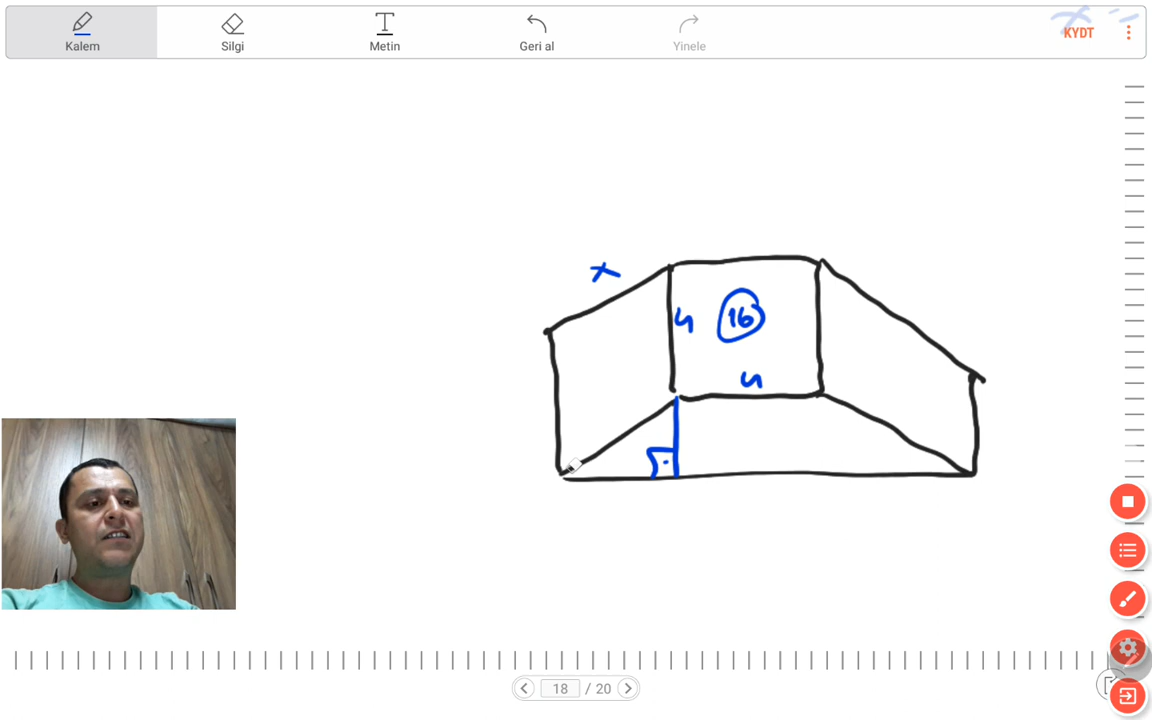 Kalem
Silgi
Metin
Geri al
Yinele
KYDT
x
4
16
4
18 / 20